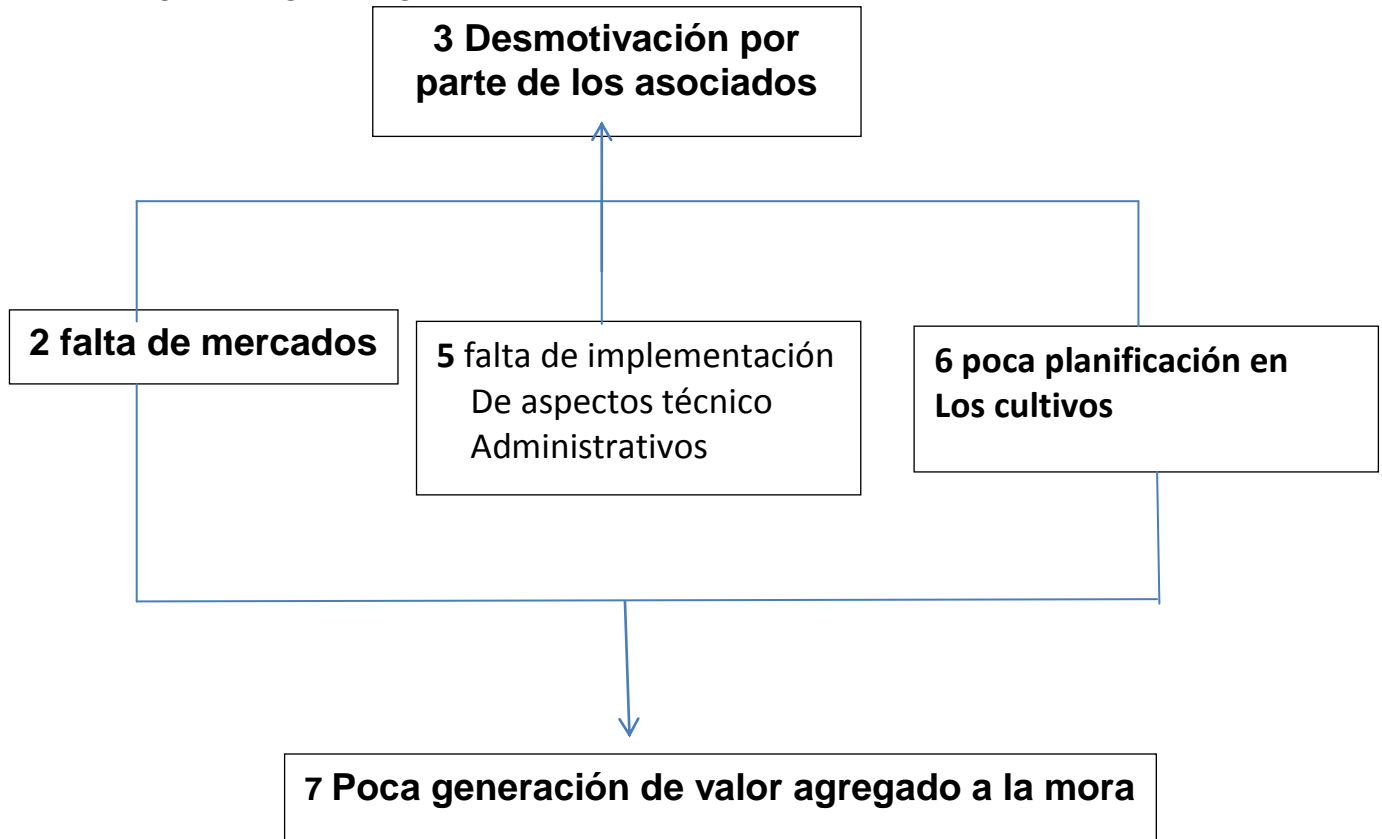 3 Desmotivación por
parte de los asociados
2 falta de mercados
5 falta de implementación
De aspectos técnico
Administrativos
6 poca planificación en
Los cultivos
7 Poca generación de valor agregado a la mora